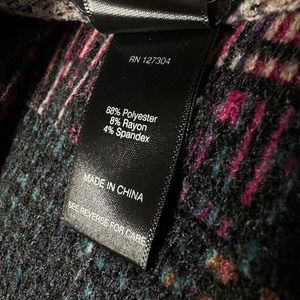 RN 127304
88% Polyester
8% Rayon
4% Spandex
MADE IN CHINA
SEE REVERSE FOR CARE